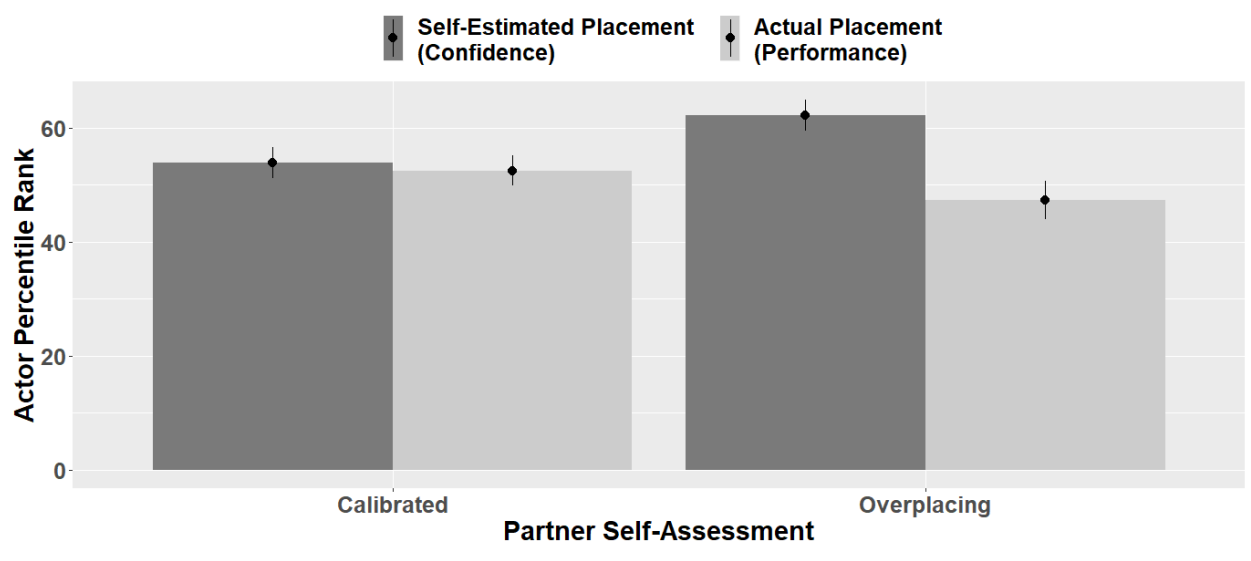 Self-Estimated Placement
(Confidence)
Actual Placement
(Performance)
Actor Percentile Rank
60
40
20
0
Calibrated
Overplacing
Partner Self-Assessment